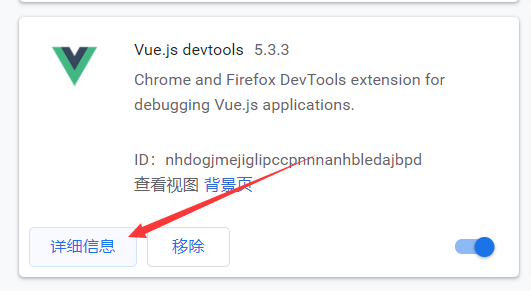 Vue.js devtools 5.3.3
Chrome and Firefox DevTools extension for
debugging Vue.js applications.
ID：nhdogjmejiglipccpnnnanhbledajbpd
查看视图 背景页
详细信息 移除